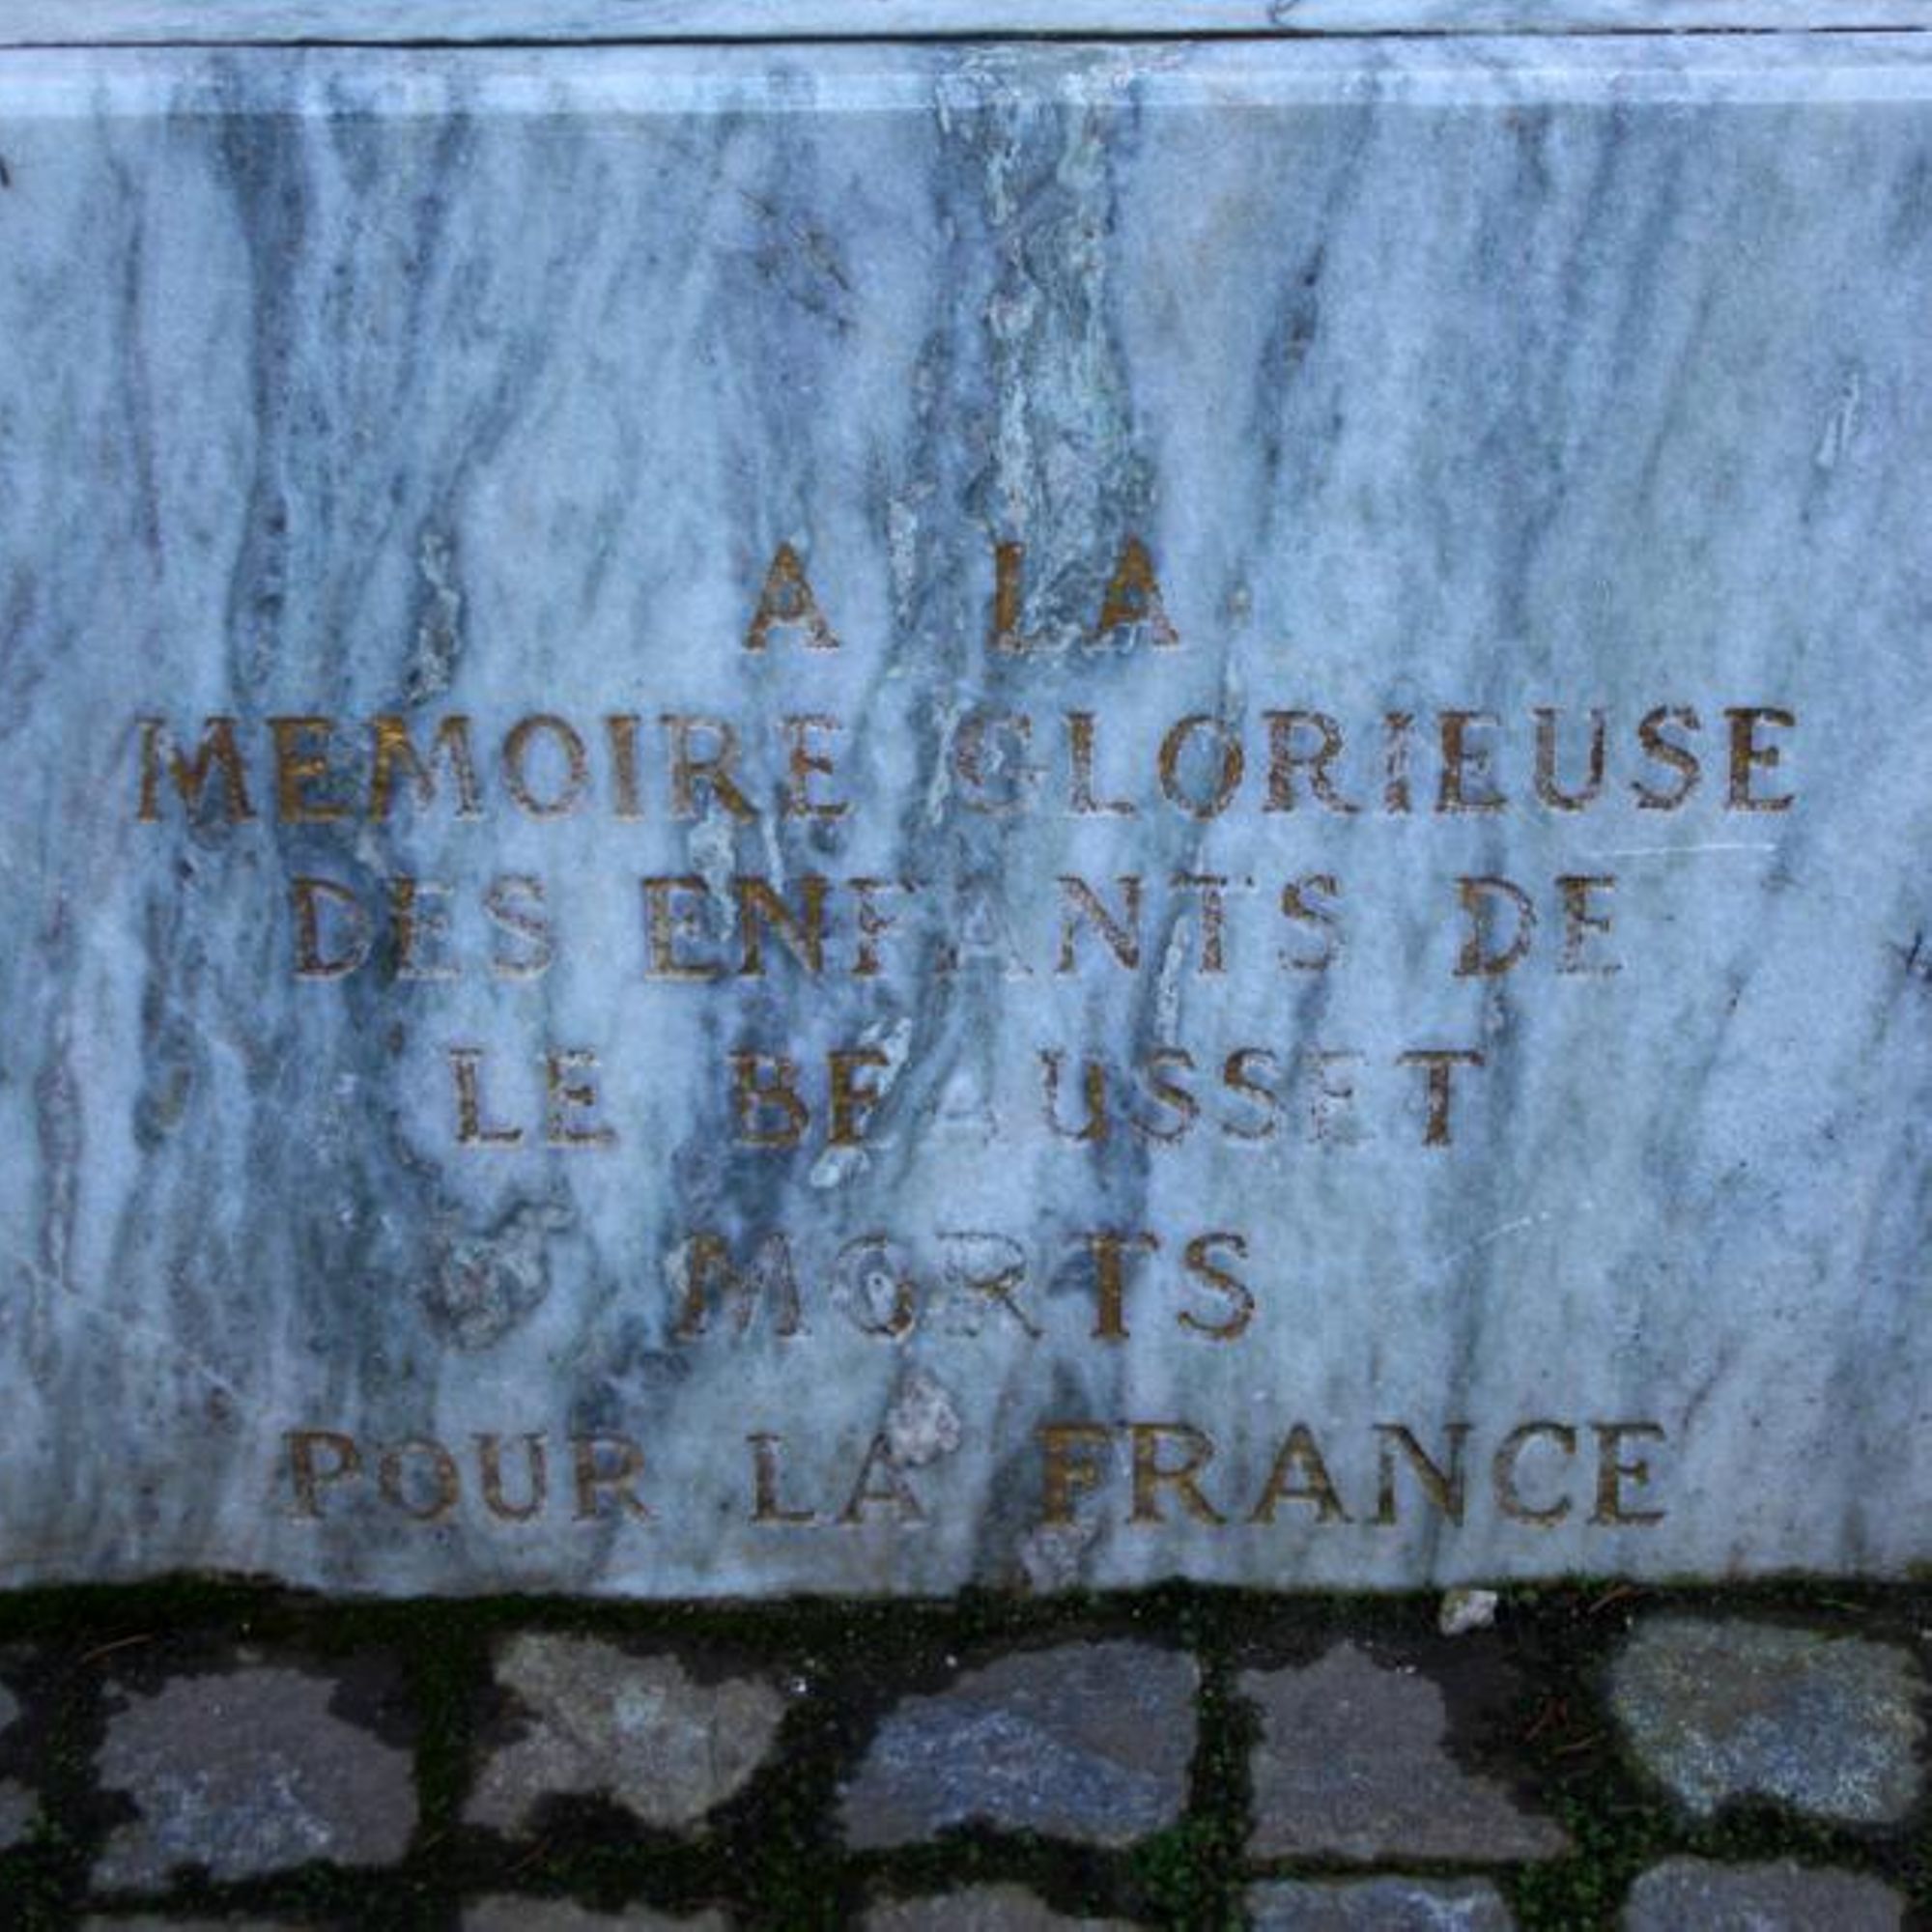 A LA
MEMOIRE GLORIEUSE
DES ENFANTS DE
LE BEAUSSET
MORTS
POUR LA FRANCE